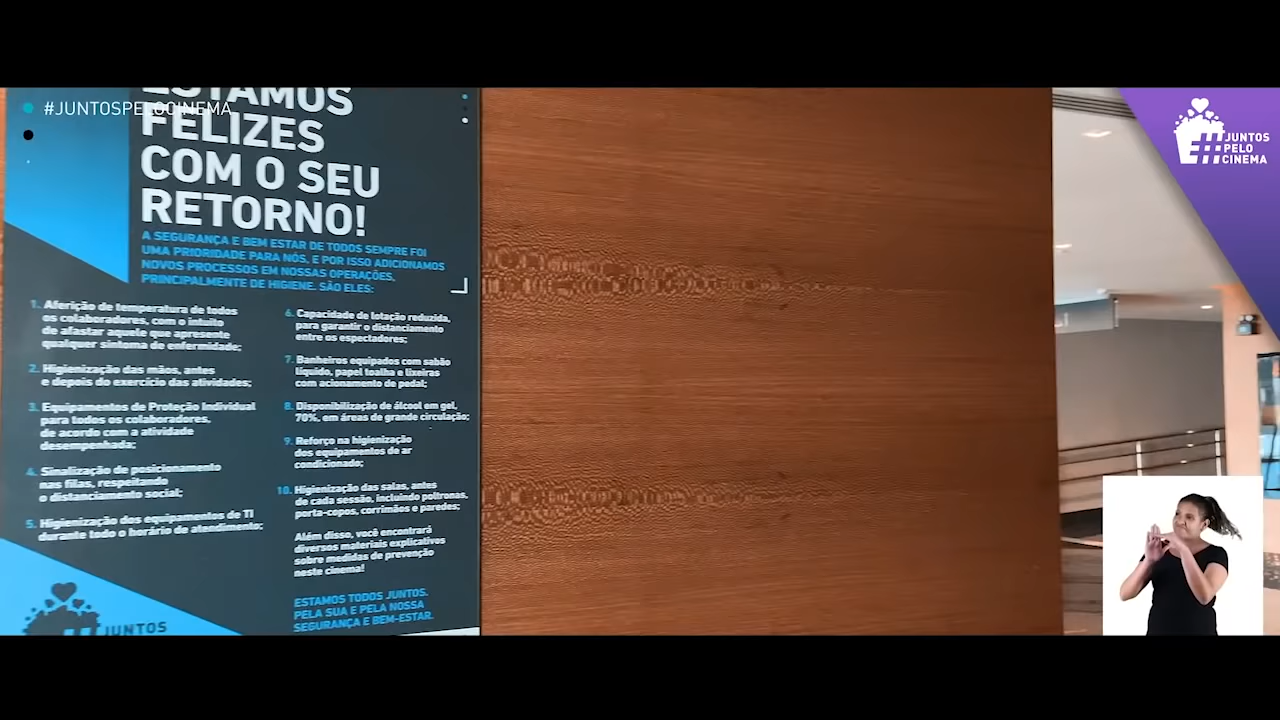 #JUNTOSPELOCINEMA
ESTAMOS
FELIZES
COM O SEU
RETORNO!
A SEGURANÇA E BEM ESTAR DE TODOS SEMPRE FOI
UMA PRIORIDADE PARA NÓS, E POR ISSO ADICIONAMOS
NOVOS PROCESSOS EM NOSSAS OPERAÇÕES,
PRINCIPALMENTE DE HIGIENE. SÃO ELES:
1. Aferição de temperatura de todos
os colaboradores, com o intuito
de afastar aquele que apresente
qualquer sintoma de enfermidade;
2. Higienização das mãos, antes
e depois do exercício das atividades;
3. Equipamentos de Proteção Individual
para todos os colaboradores,
de acordo com a atividade
desempenhada;
4. Sinalização de posicionamento
nas filas, respeitando
o distanciamento social;
5. Higienização dos equipamentos de TI
durante todo o horário de atendimento;
6. Capacidade de lotação reduzida,
para garantir o distanciamento
entre os espectadores;
7. Banheiros equipados com sabão
líquido, papel toalha e lixeiras
com acionamento de pedal;
8. Disponibilização de álcool em gel,
70%, em áreas de grande circulação;
9. Reforço na higienização
dos equipamentos de ar
condicionado;
10. Higienização das salas, antes
de cada sessão, incluindo poltronas,
porta-copos, corrimãos e paredes;
Além disso, você encontrará
diversos materiais explicativos
sobre medidas de prevenção
neste cinema!
ESTAMOS TODOS JUNTOS.
PELA SUA E PELA NOSSA
SEGURANÇA E BEM-ESTAR.
# JUNTOS
# JUNTOS
PELO
CINEMA